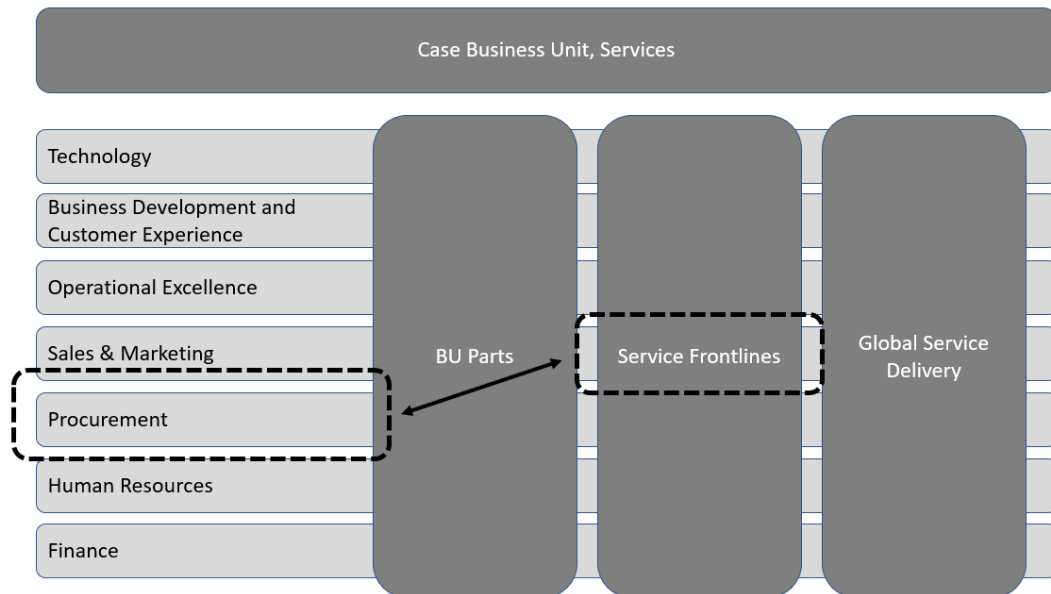 Case Business Unit, Services
Technology
Business Development and
Customer Experience
Operational Excellence
Sales & Marketing
Procurement
Human Resources
Finance
BU Parts
Service Frontlines
Global Service
Delivery